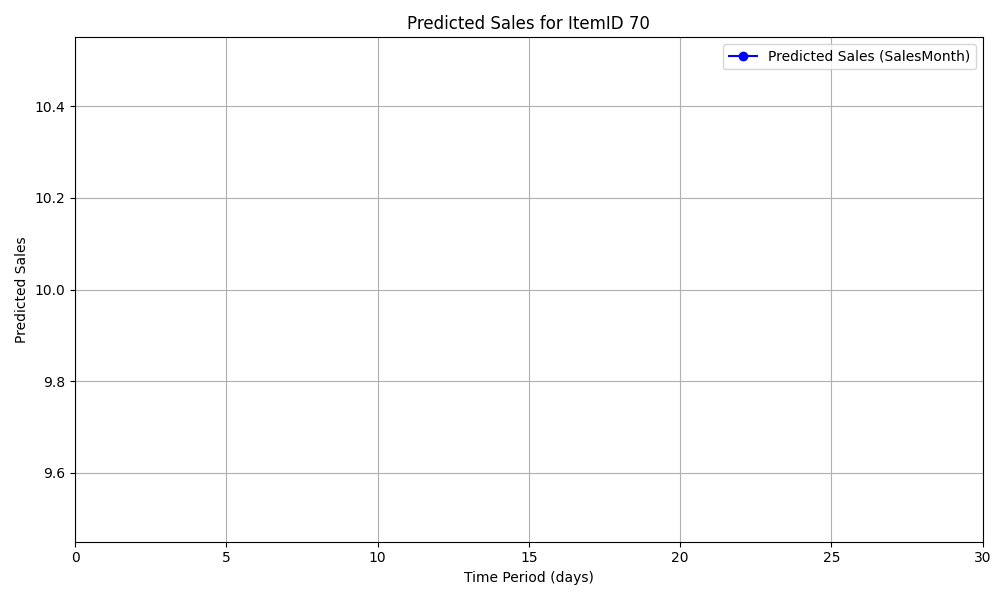 Predicted Sales for ItemID 70
Predicted Sales (SalesMonth)
Predicted Sales
10.4
10.2
10.0
9.8
9.6
0 5 10 15 20 25 30
Time Period (days)